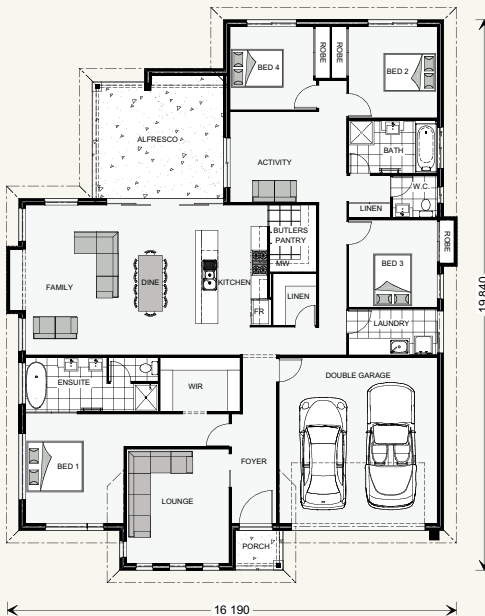 ROBE
ROBE
BED 4
BED 2
ALFRESCO
BATH
ACTIVITY
W.C.
LINEN
BUTLERS
PANTRY
ROBE
MW
BED 3
DINE
KITCHEN
FAMILY
LINEN
19 840
FR
LAUNDRY
ENSUITE
WIR
DOUBLE GARAGE
BED 1
FOYER
LOUNGE
PORCH
16 190